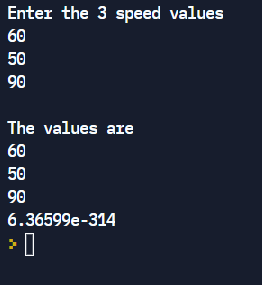 Enter the 3 speed values
60
50
90

The values are
60
50
90
6.36599e-314
>